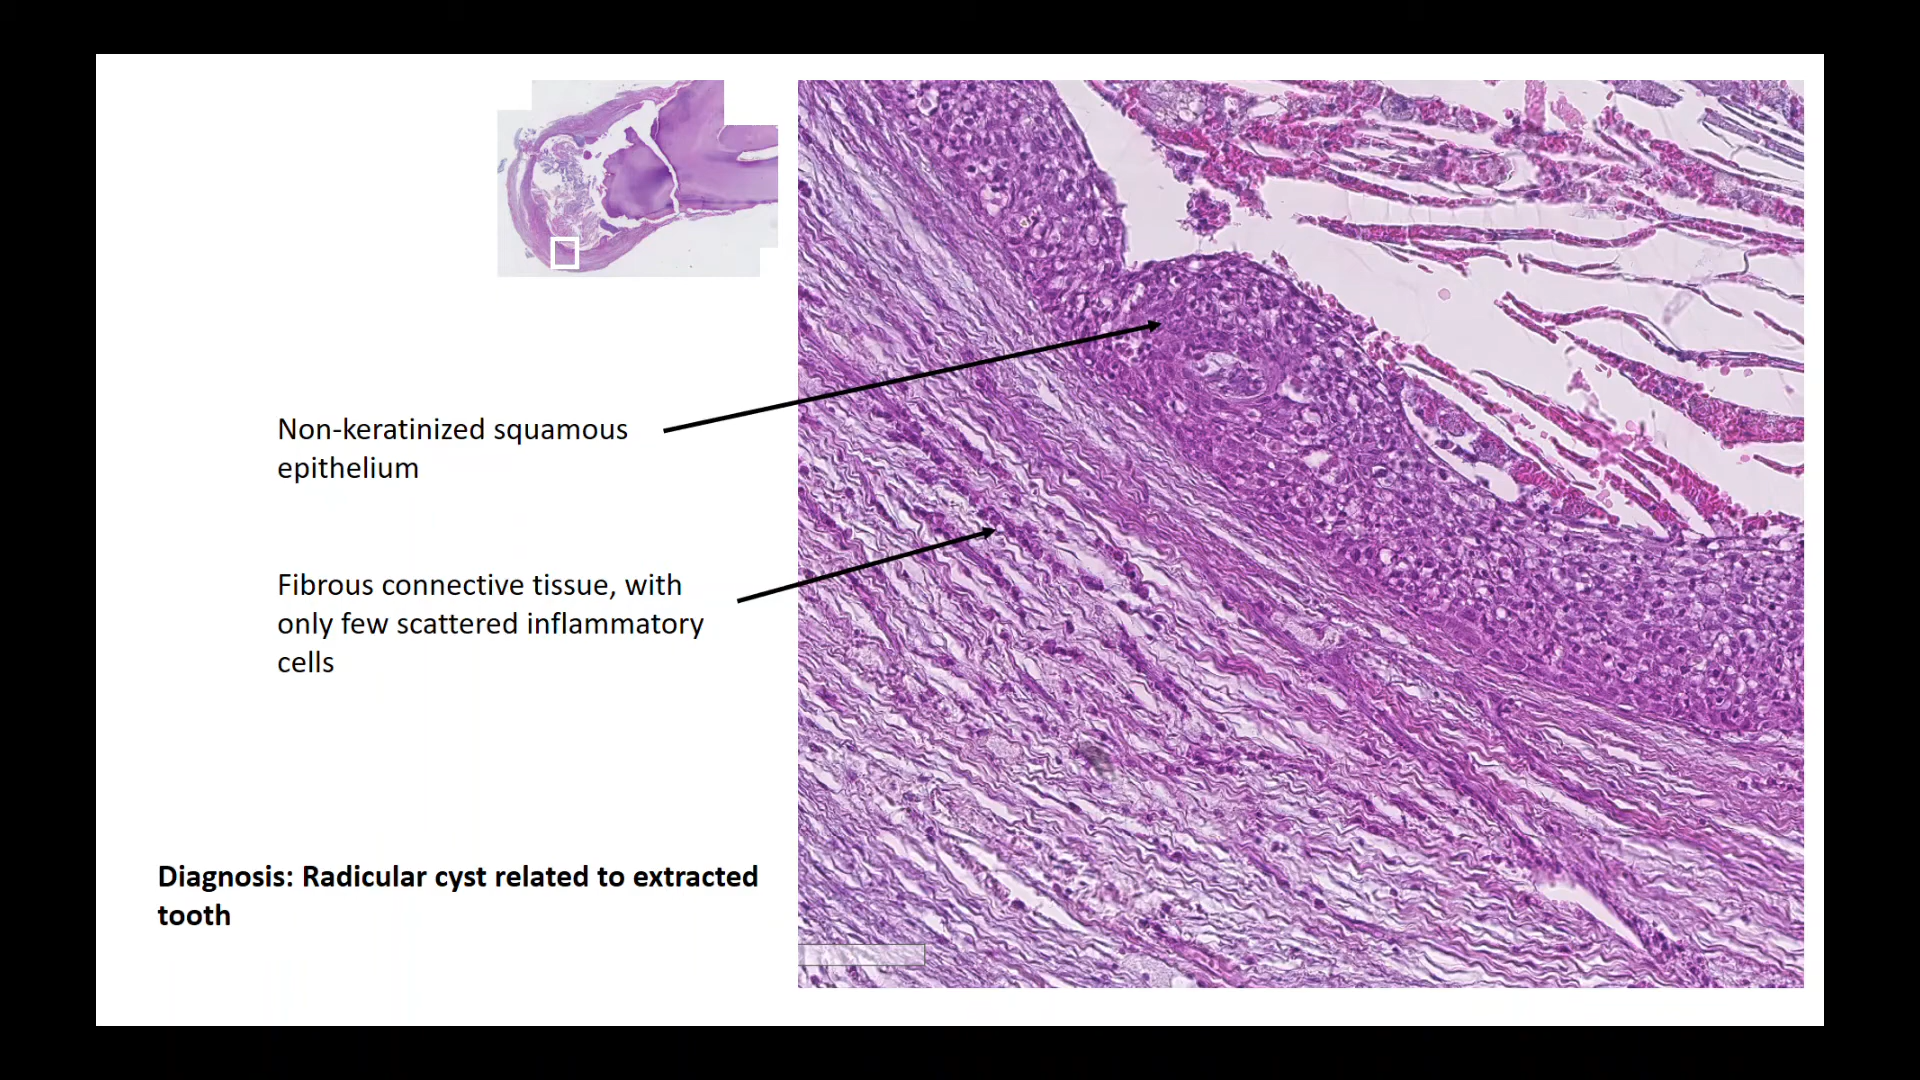 Non-keratinized squamous
epithelium
Fibrous connective tissue, with
only few scattered inflammatory
cells
Diagnosis: Radicular cyst related to extracted
tooth